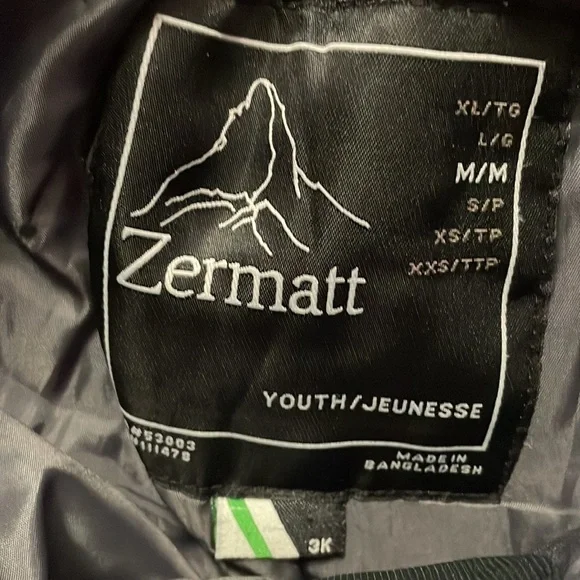 XL/TG
L/G
M/M
S/P
XS/TP
XXS/TTP
Zermatt
YOUTH/JEUNESSE
MADE IN
BANGLADESH
3K